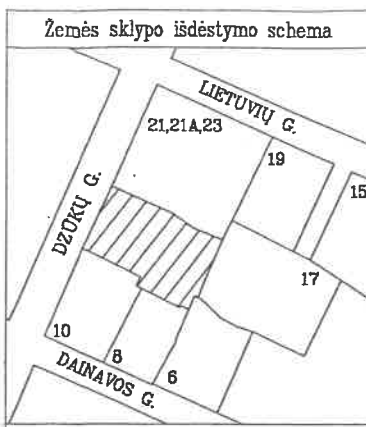 Žemės sklypo išdėstymo schema
LIETUVIŲ G.
21,21A,23
19
15
DZŪKŲ G.
17
10
8
6
DAINAVOS G.